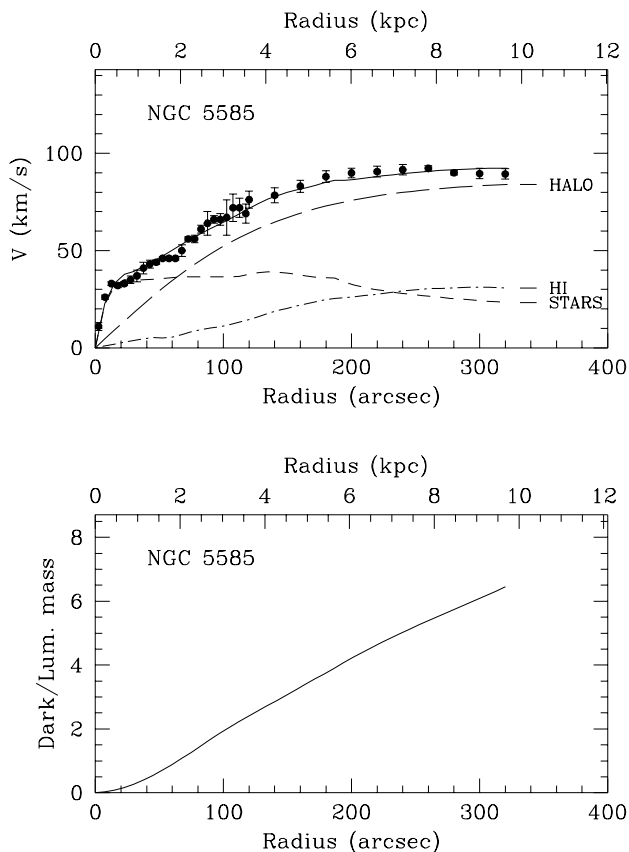 Radius (kpc)
0 2 4 6 8 10 12
NGC 5585
V (km/s)
100
50
0
HALO
HI
STARS
0 100 200 300 400
Radius (arcsec)
Radius (kpc)
0 2 4 6 8 10 12
NGC 5585
Dark/Lum. mass
8
6
4
2
0
0 100 200 300 400
Radius (arcsec)